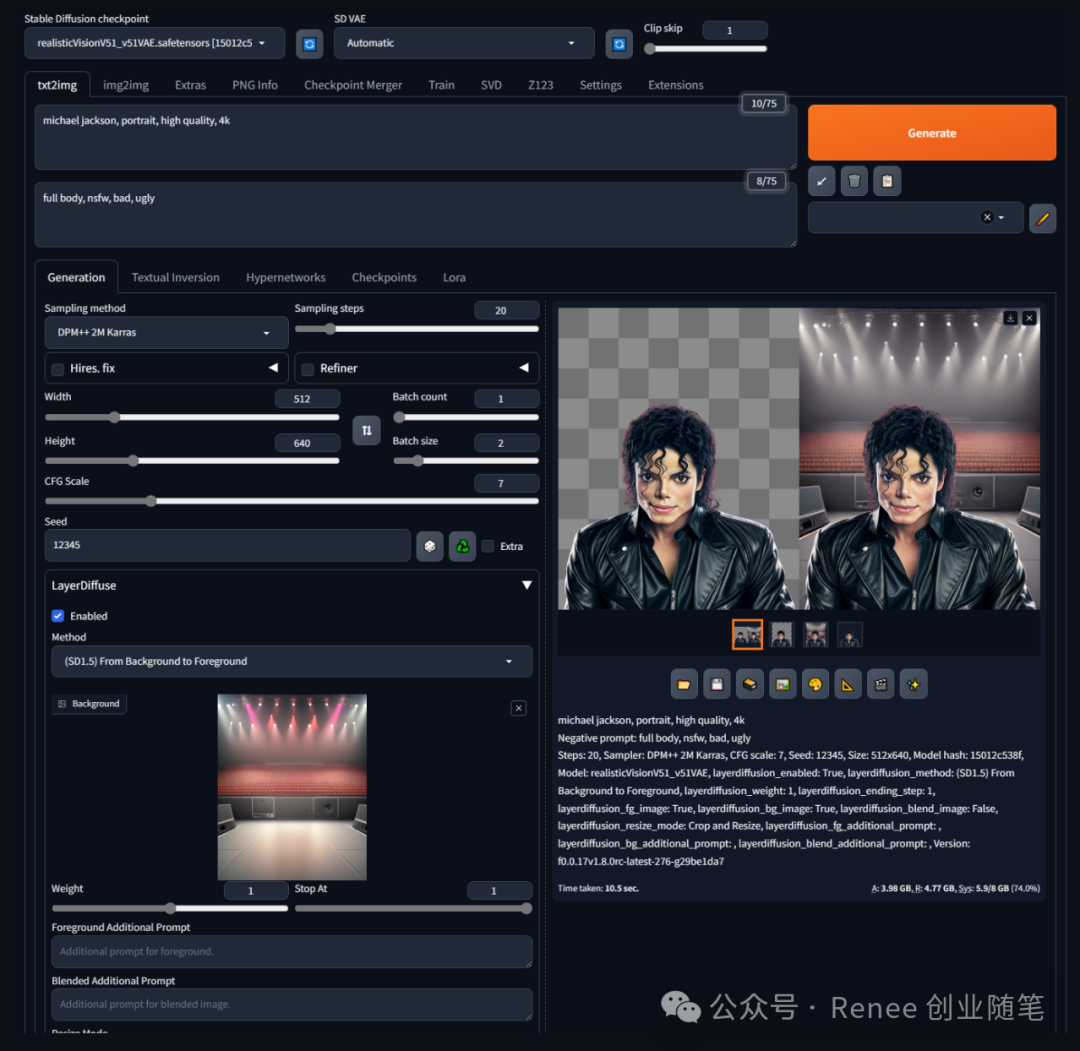 Stable Diffusion checkpoint
SD VAE
Clip skip
1
realisticVisionV51_v51VAE.safetensors [15012c5
Automatic
txt2img
img2img
Extras
PNG Info
Checkpoint Merger
Train
SVD
Z123
Settings
Extensions
10/75
michael jackson, portrait, high quality, 4k
Generate
8/75
full body, nsfw, bad, ugly
Generation
Textual Inversion
Hypernetworks
Checkpoints
Lora
Sampling method
Sampling steps
20
DPM++ 2M Karras
Hires. fix
Refiner
Width
512
Batch count
1
Height
640
Batch size
2
CFG Scale
7
Seed
12345
Extra
LayerDiffuse
Enabled
Method
(SD1.5) From Background to Foreground
Background
Weight
1
Stop At
1
Foreground Additional Prompt
Additional prompt for foreground.
Blended Additional Prompt
Additional prompt for blended image.
Resize Mode
michael jackson, portrait, high quality, 4k
Negative prompt: full body, nsfw, bad, ugly
Steps: 20, Sampler: DPM++ 2M Karras, CFG scale: 7, Seed: 12345, Size: 512x640, Model hash: 15012c538f,
Model: realisticVisionV51_v51VAE, layerdiffusion_enabled: True, layerdiffusion_method: (SD1.5) From
Background to Foreground, layerdiffusion_weight: 1, layerdiffusion_ending_step: 1,
layerdiffusion_fg_image: True, layerdiffusion_bg_image: True, layerdiffusion_blend_image: False,
layerdiffusion_resize_mode: Crop and Resize, layerdiffusion_fg_additional_prompt: ,
layerdiffusion_bg_additional_prompt: , layerdiffusion_blend_additional_prompt: , Version:
f0.0.17v1.8.0rc-latest-276-g29be1da7
Time taken: 10.5 sec.
A: 3.98 GB, R: 4.77 GB, Sys: 5.9/8 GB (74.0%)
公众号 · Renee 创业随笔